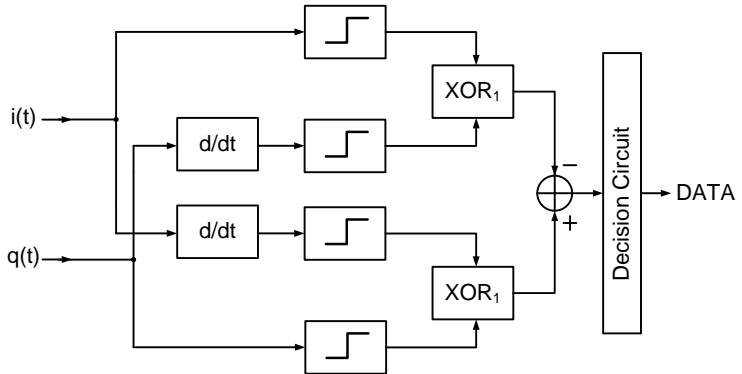 XOR₁
i(t)
d/dt
−
Decision Circuit
DATA
+
d/dt
q(t)
XOR₁